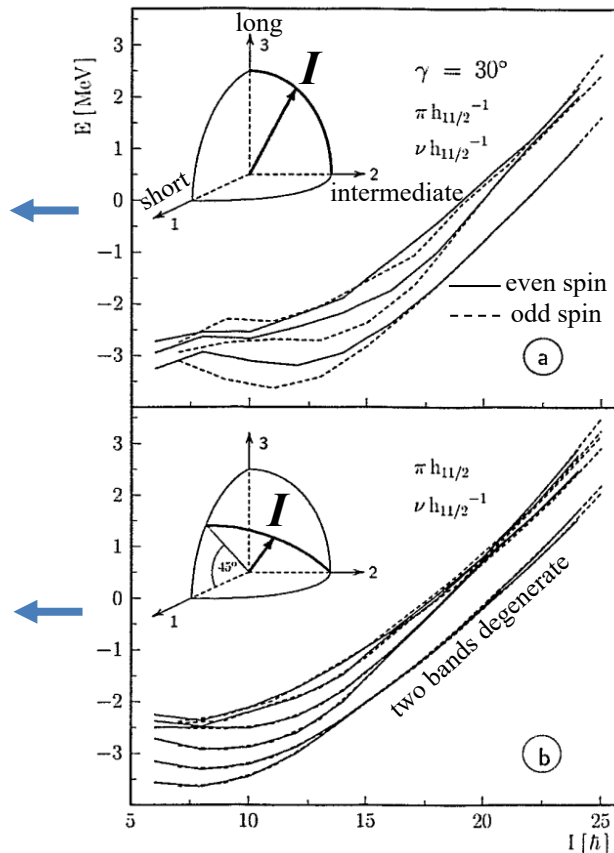 long
3
I
γ = 30°
π h11/2⁻¹
ν h11/2⁻¹
E [MeV]
3
2
1
0
−1
−2
−3
short
1
intermediate
2
even spin
odd spin
a
3
I
45°
1
2
π h11/2
ν h11/2⁻¹
3
2
1
0
−1
−2
−3
two bands degenerate
b
5
10
15
20
25
I [ħ]